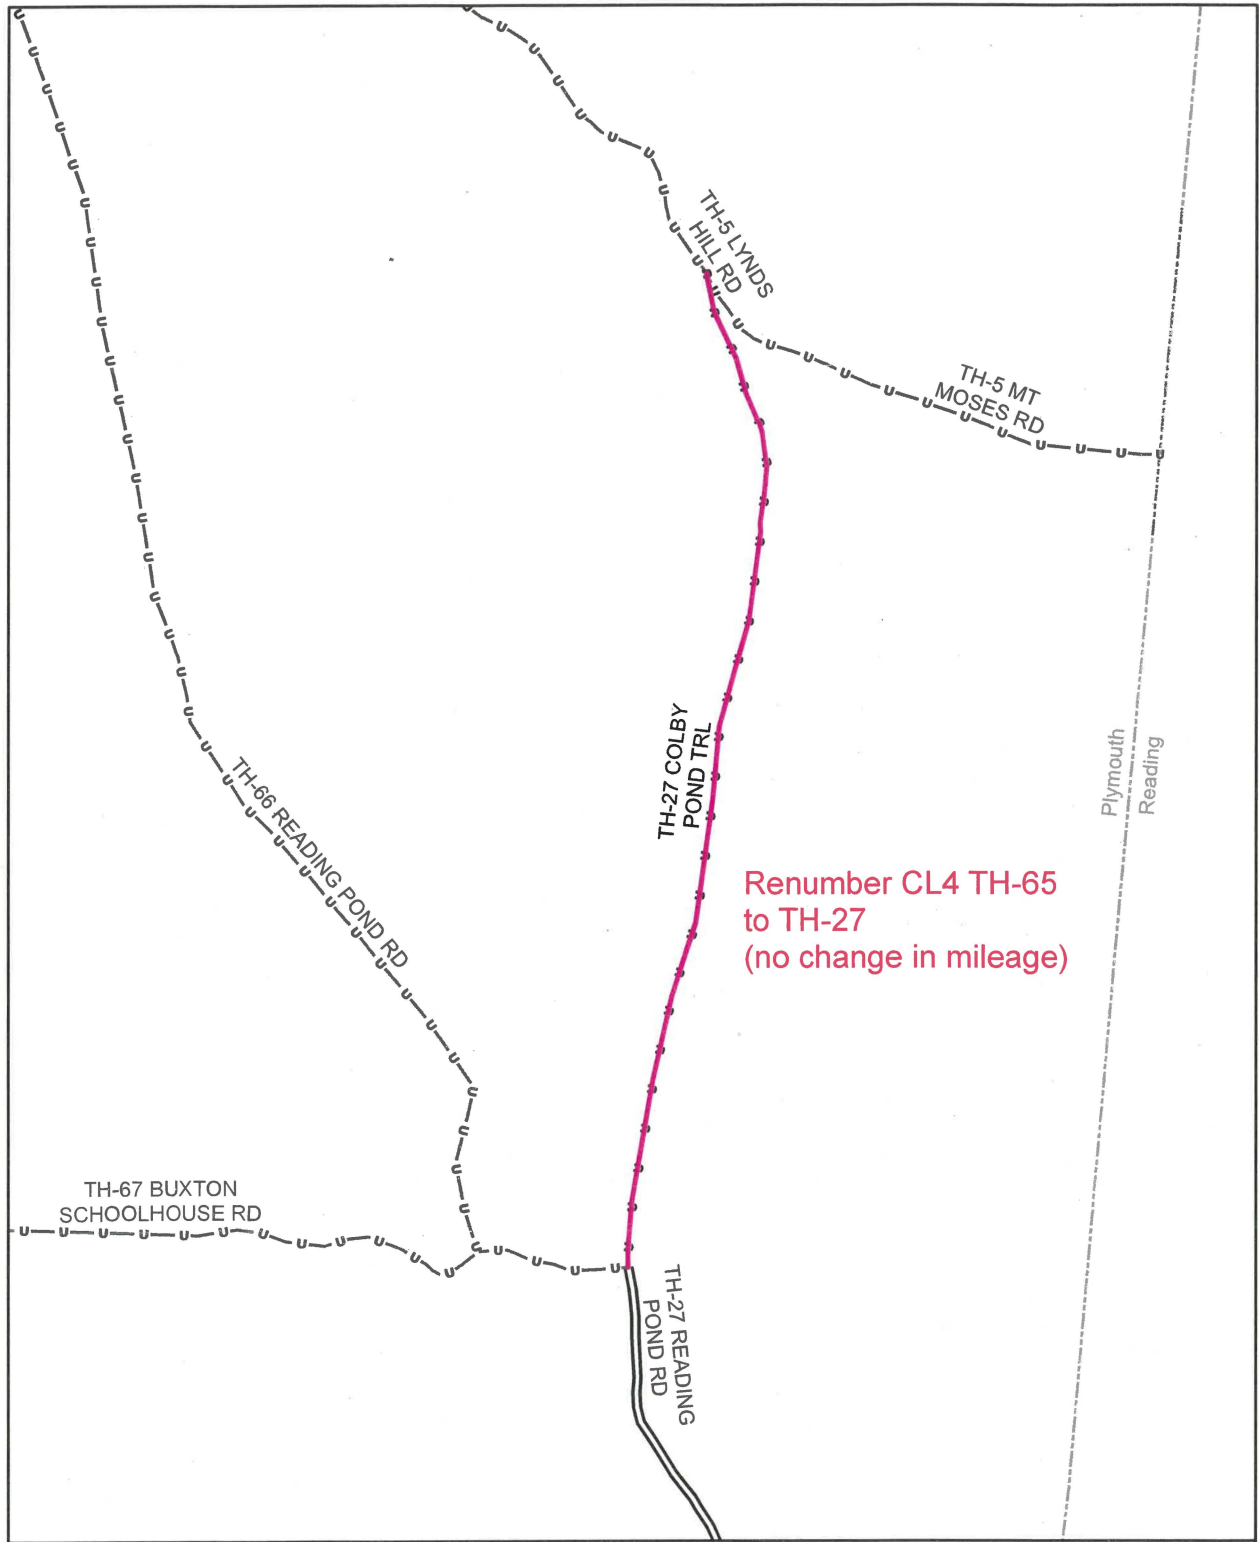 TH-5 LYNDS
HILL RD
TH-5 MT
MOSES RD
TH-27 COLBY
POND TRL
Plymouth
Reading
TH-66 READING POND RD
Renumber CL4 TH-65
to TH-27
(no change in mileage)
TH-67 BUXTON
SCHOOLHOUSE RD
TH-27 READING
POND RD